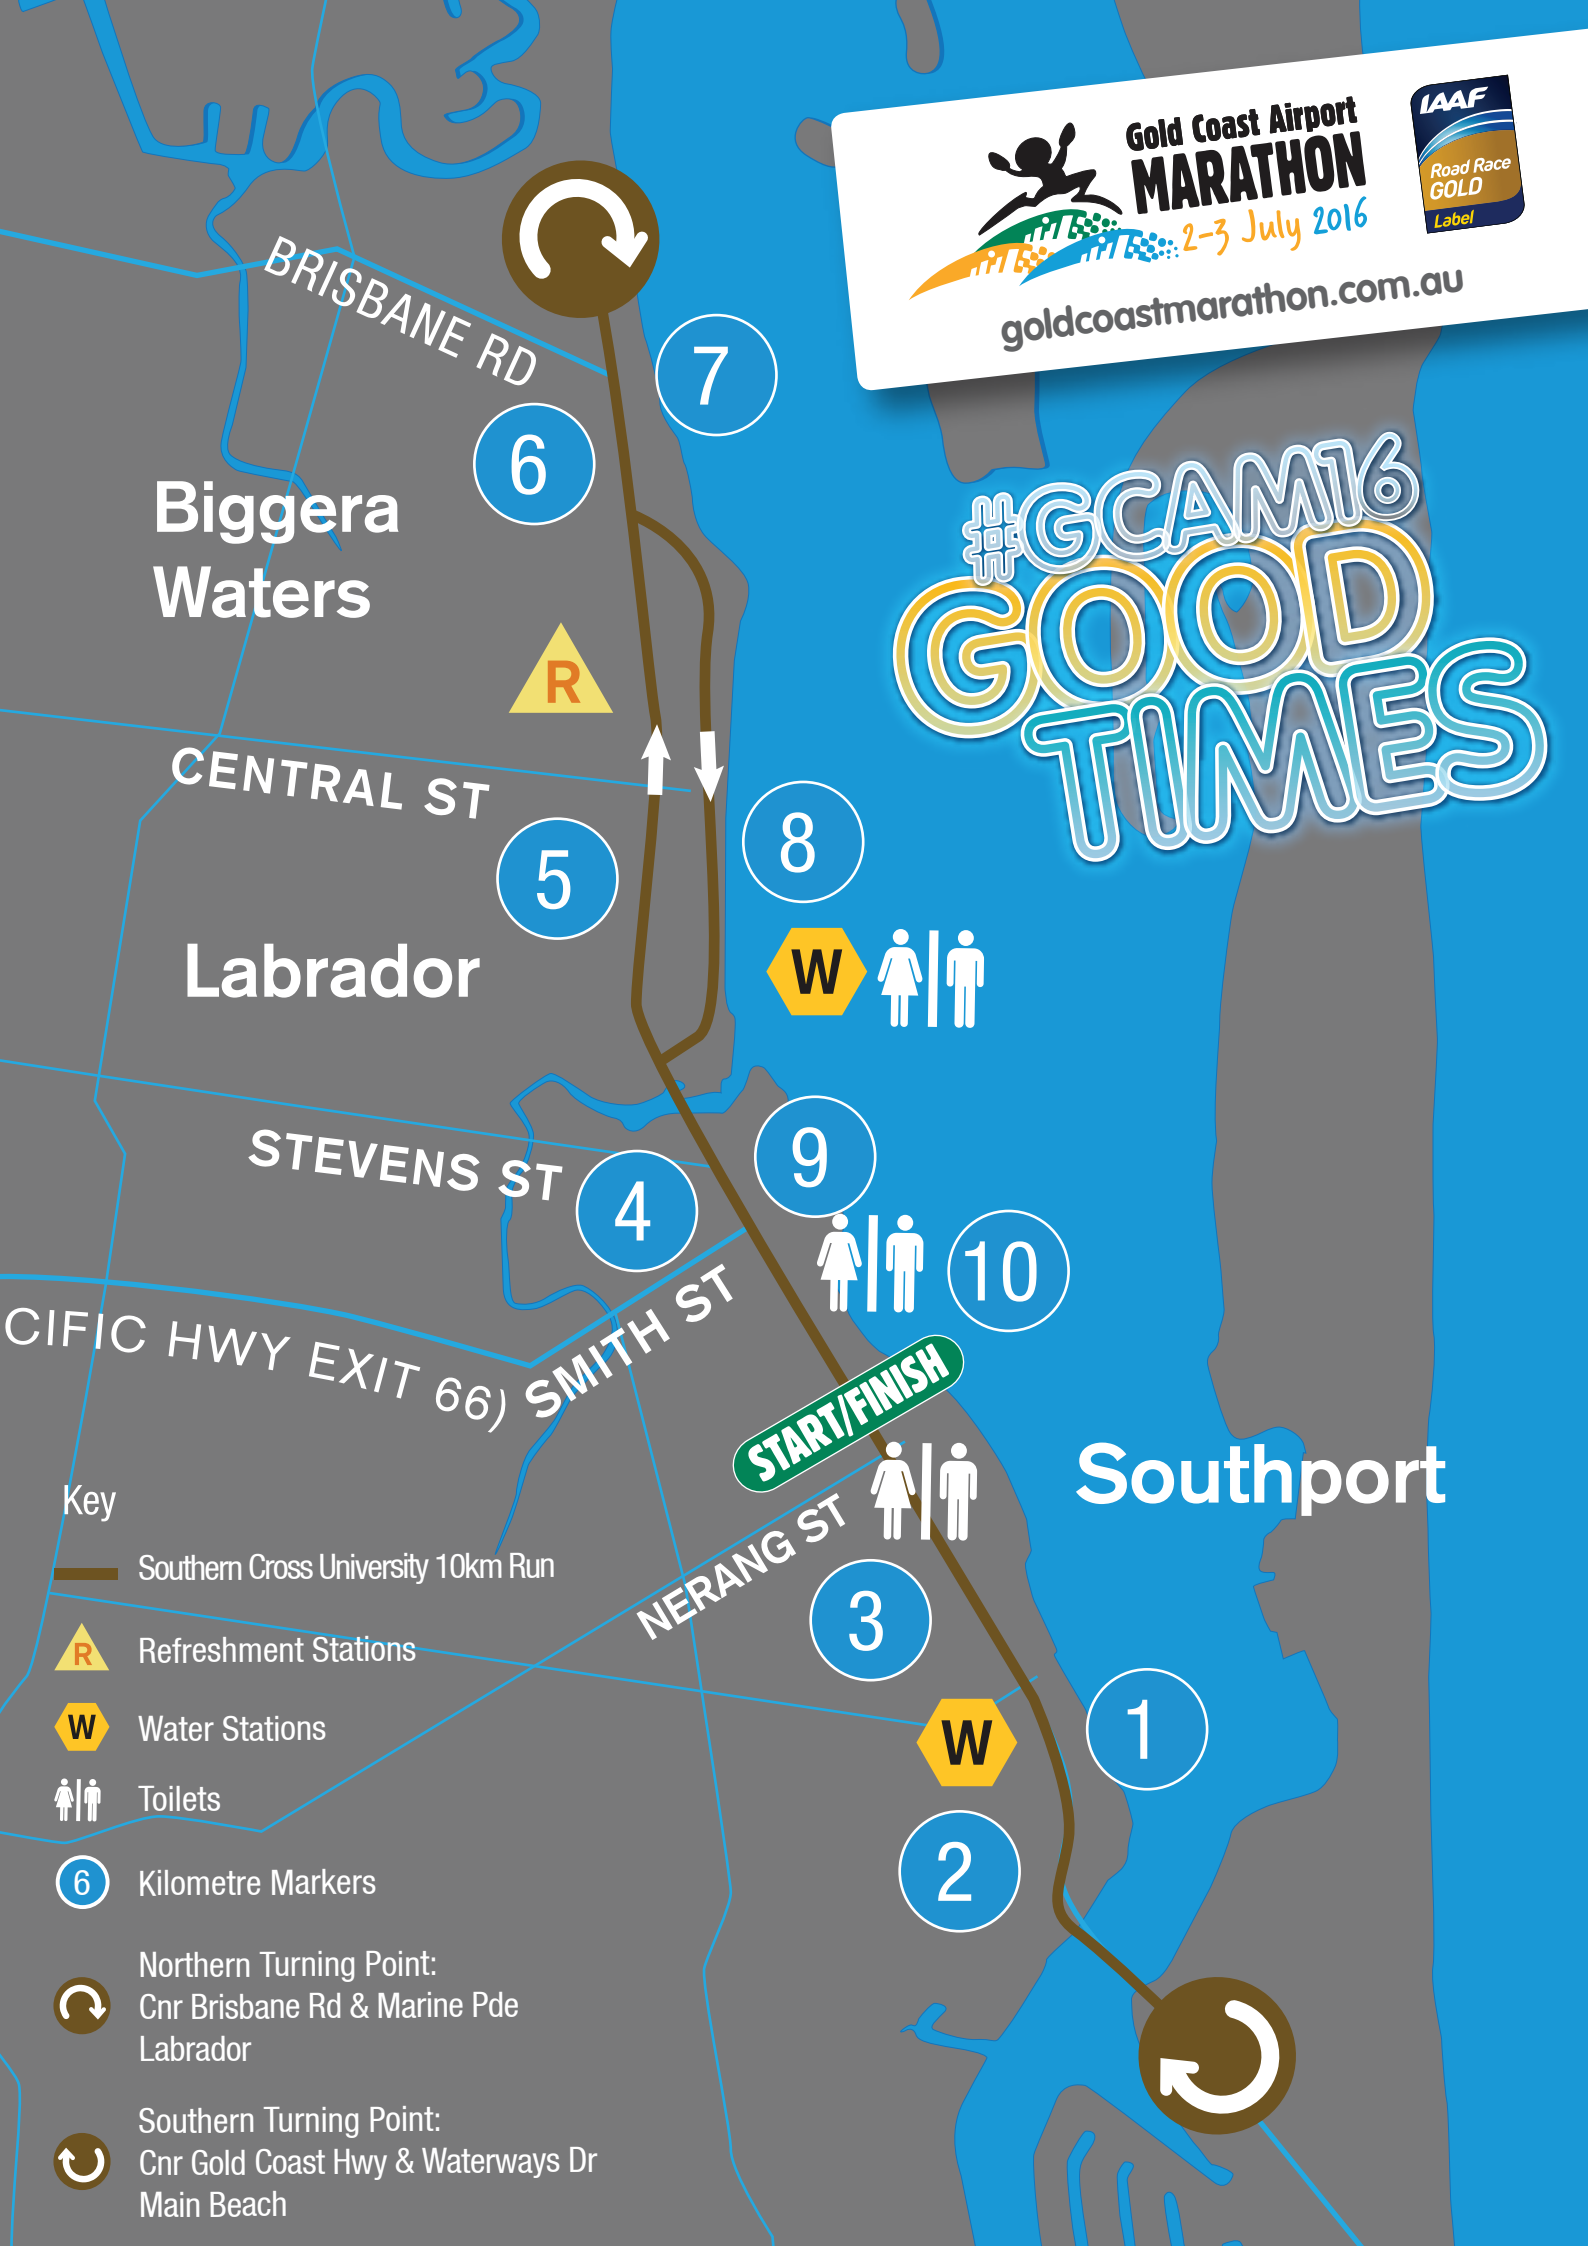 Gold Coast Airport
MARATHON
2-3 July 2016
goldcoastmarathon.com.au
IAAF
Road Race
GOLD
Label
#GCAM16
GOOD
TIMES
BRISBANE RD
7
6
Biggera
Waters
R
CENTRAL ST
5
8
Labrador
W
STEVENS ST
4
9
10
CIFIC HWY EXIT 66) SMITH ST
START/FINISH
NERANG ST
Southport
3
W
1
2
Key
Southern Cross University 10km Run
R Refreshment Stations
W Water Stations
Toilets
6 Kilometre Markers
Northern Turning Point:
Cnr Brisbane Rd & Marine Pde
Labrador
Southern Turning Point:
Cnr Gold Coast Hwy & Waterways Dr
Main Beach